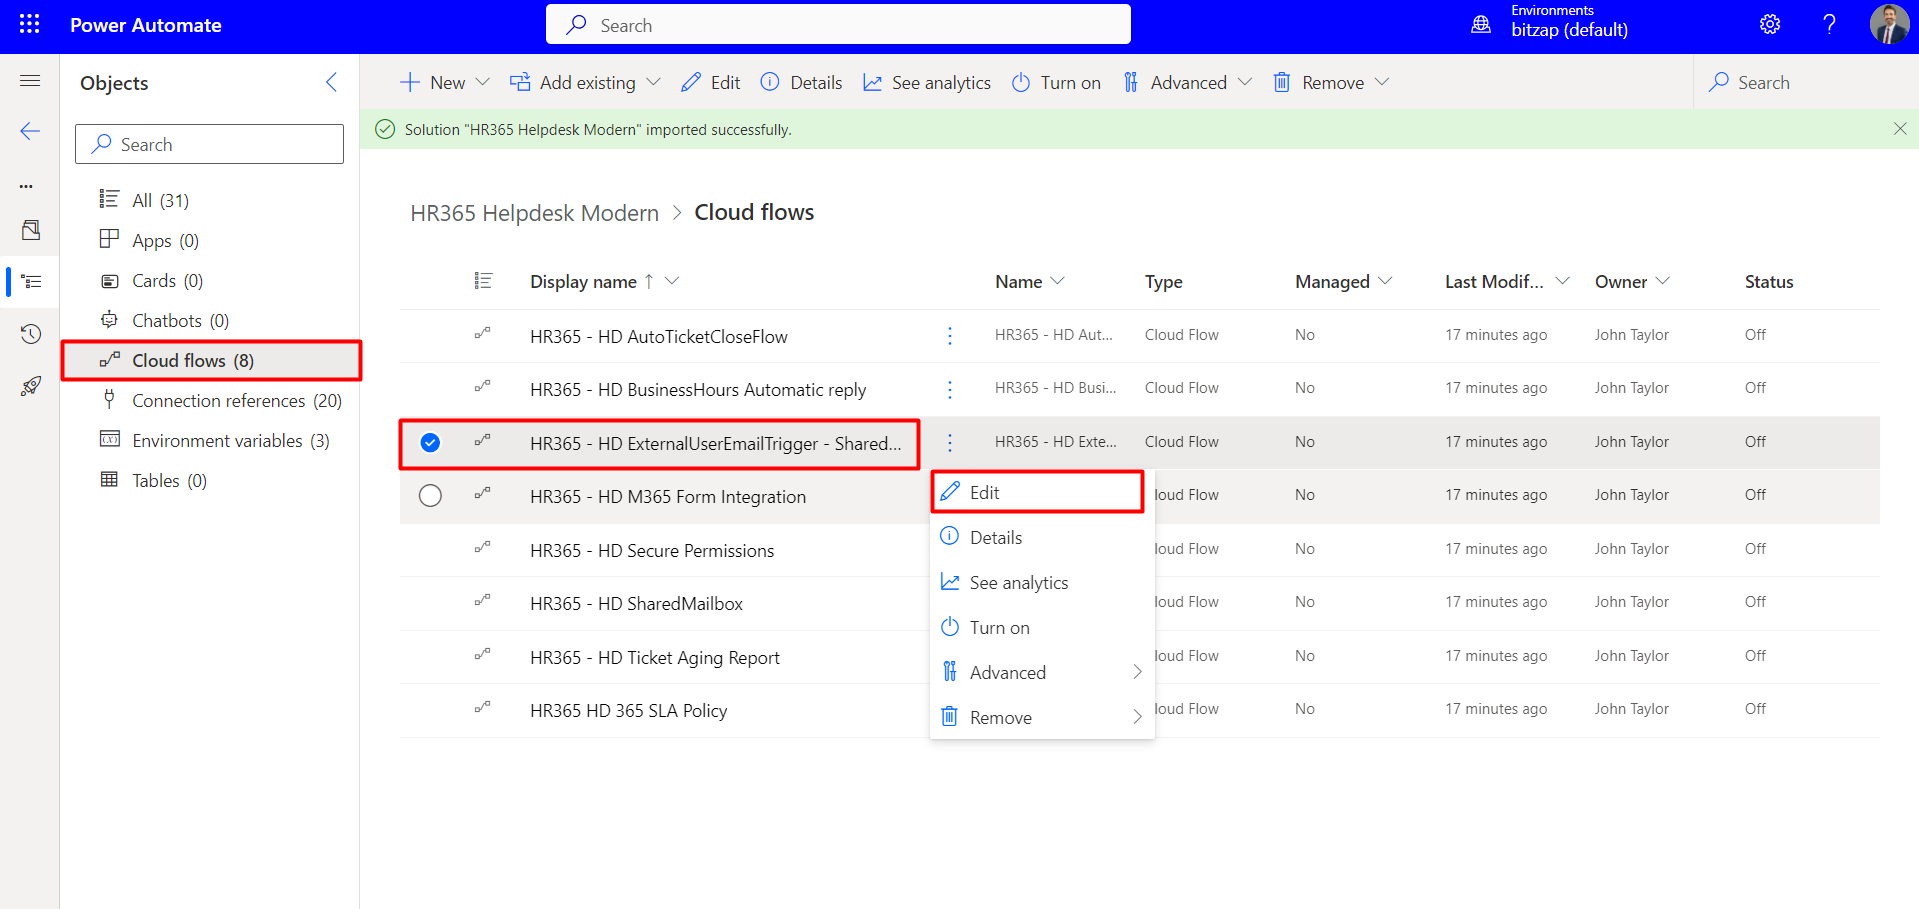 Power Automate
Search
Environments
bitzap (default)
?
Objects
Search
All (31)
Apps (0)
Cards (0)
Chatbots (0)
Cloud flows (8)
Connection references (20)
Environment variables (3)
Tables (0)
New
Add existing
Edit
Details
See analytics
Turn on
Advanced
Remove
Search
Solution "HR365 Helpdesk Modern" imported successfully.
HR365 Helpdesk Modern > Cloud flows
Display name ↑ Name Type Managed Last Modif... Owner Status
HR365 - HD AutoTicketCloseFlow HR365 - HD Aut... Cloud Flow No 17 minutes ago John Taylor Off
HR365 - HD BusinessHours Automatic reply HR365 - HD Busi... Cloud Flow No 17 minutes ago John Taylor Off
HR365 - HD ExternalUserEmailTrigger - Shared... HR365 - HD Exte... Cloud Flow No 17 minutes ago John Taylor Off
HR365 - HD M365 Form Integration loud Flow No 17 minutes ago John Taylor Off
HR365 - HD Secure Permissions loud Flow No 17 minutes ago John Taylor Off
HR365 - HD SharedMailbox loud Flow No 17 minutes ago John Taylor Off
HR365 - HD Ticket Aging Report loud Flow No 17 minutes ago John Taylor Off
HR365 HD 365 SLA Policy loud Flow No 17 minutes ago John Taylor Off
Edit
Details
See analytics
Turn on
Advanced
Remove